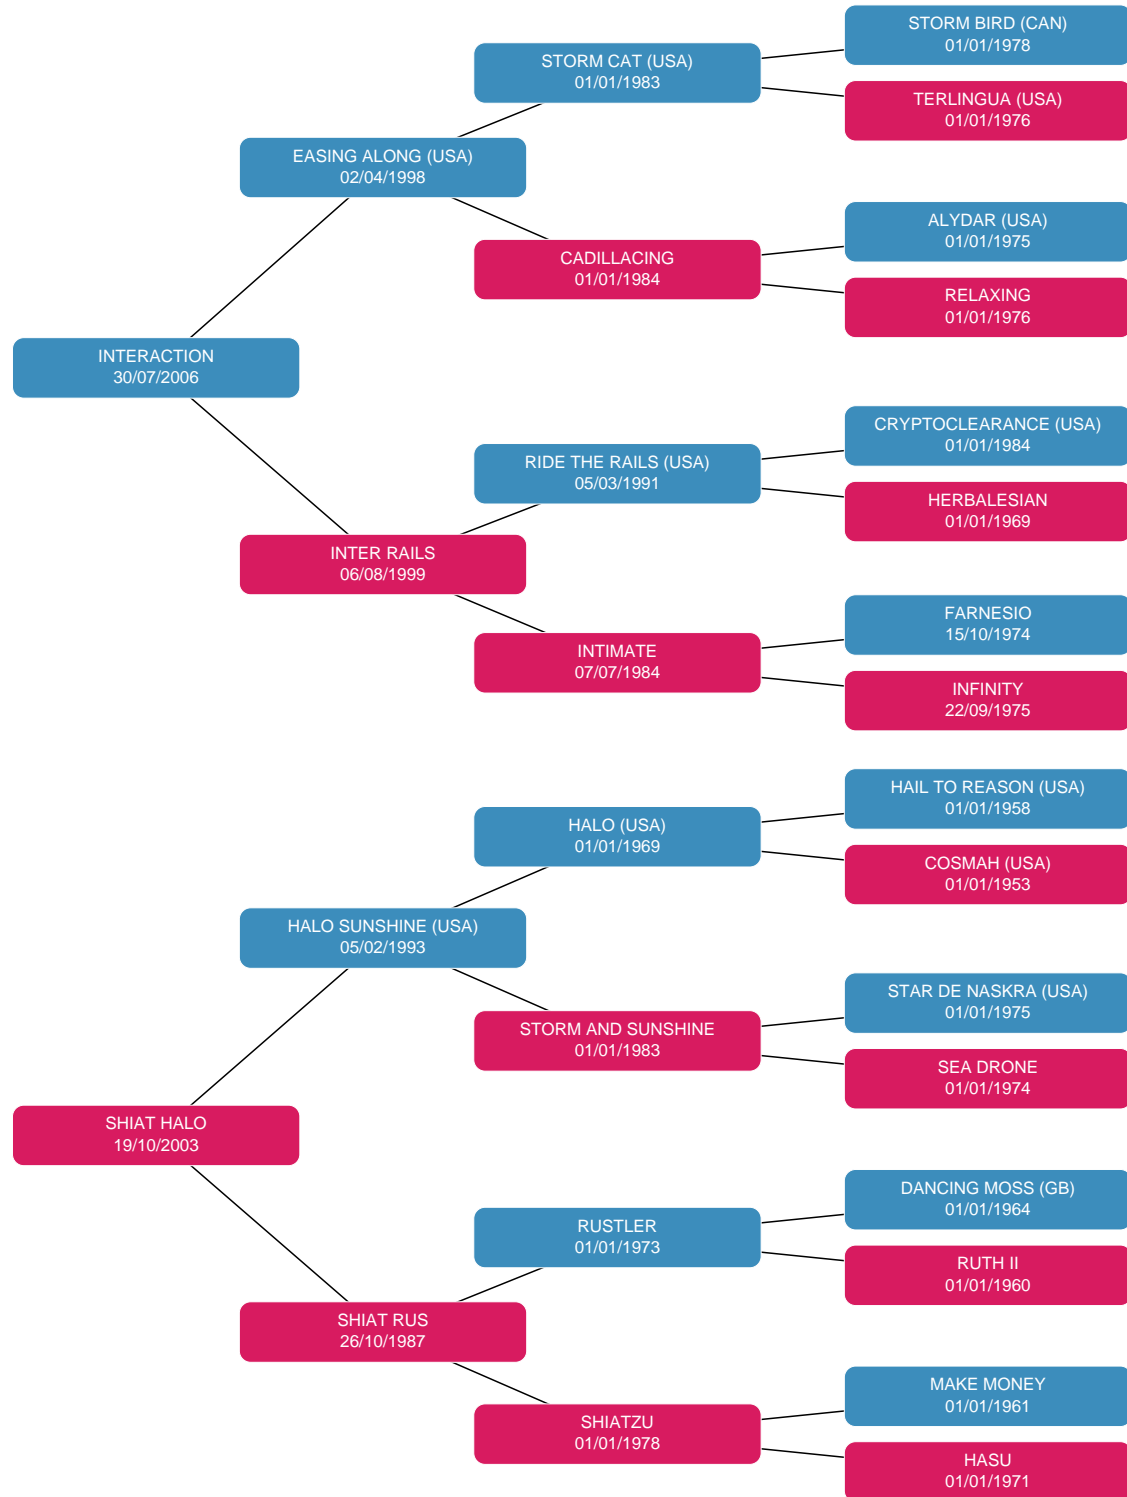 STORM BIRD (CAN)
01/01/1978
STORM CAT (USA)
01/01/1983
TERLINGUA (USA)
01/01/1976
EASING ALONG (USA)
02/04/1998
ALYDAR (USA)
01/01/1975
CADILLACING
01/01/1984
RELAXING
01/01/1976
INTERACTION
30/07/2006
CRYPTOCLEARANCE (USA)
01/01/1984
RIDE THE RAILS (USA)
05/03/1991
HERBALESIAN
01/01/1969
INTER RAILS
06/08/1999
FARNESIO
15/10/1974
INTIMATE
07/07/1984
INFINITY
22/09/1975
HAIL TO REASON (USA)
01/01/1958
HALO (USA)
01/01/1969
COSMAH (USA)
01/01/1953
HALO SUNSHINE (USA)
05/02/1993
STAR DE NASKRA (USA)
01/01/1975
STORM AND SUNSHINE
01/01/1983
SEA DRONE
01/01/1974
SHIAT HALO
19/10/2003
DANCING MOSS (GB)
01/01/1964
RUSTLER
01/01/1973
RUTH II
01/01/1960
SHIAT RUS
26/10/1987
MAKE MONEY
01/01/1961
SHIATZU
01/01/1978
HASU
01/01/1971